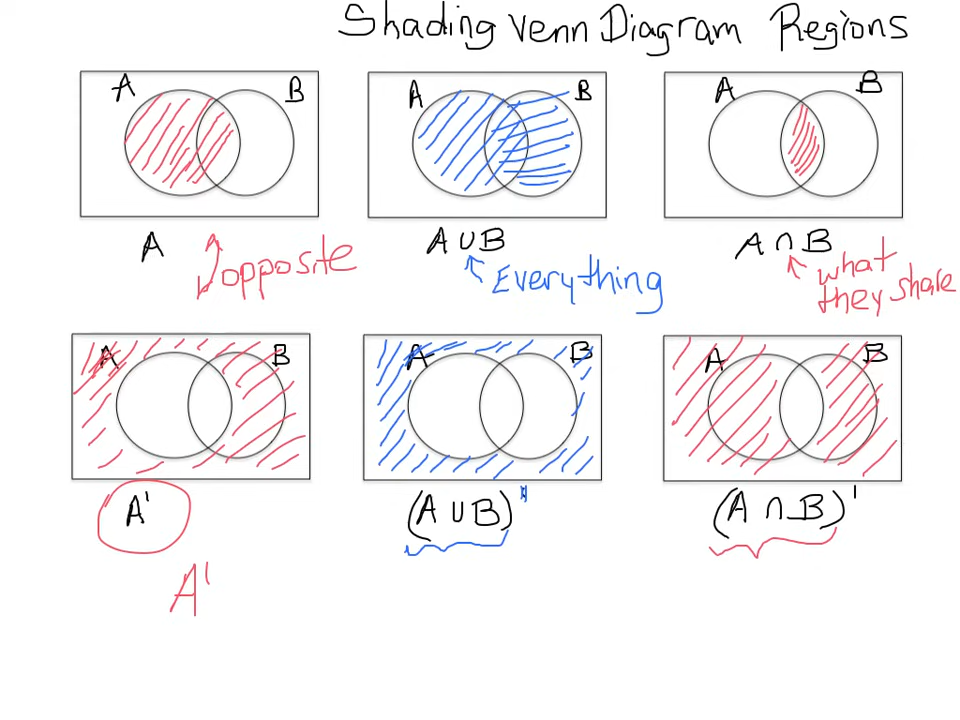 Shading Venn Diagram Regions
A B
A B
A B
A
opposite
A ∪ B
Everything
A ∩ B
what
they share
A B
A B
A B
A'
(A ∪ B)'
(A ∩ B)'
A'